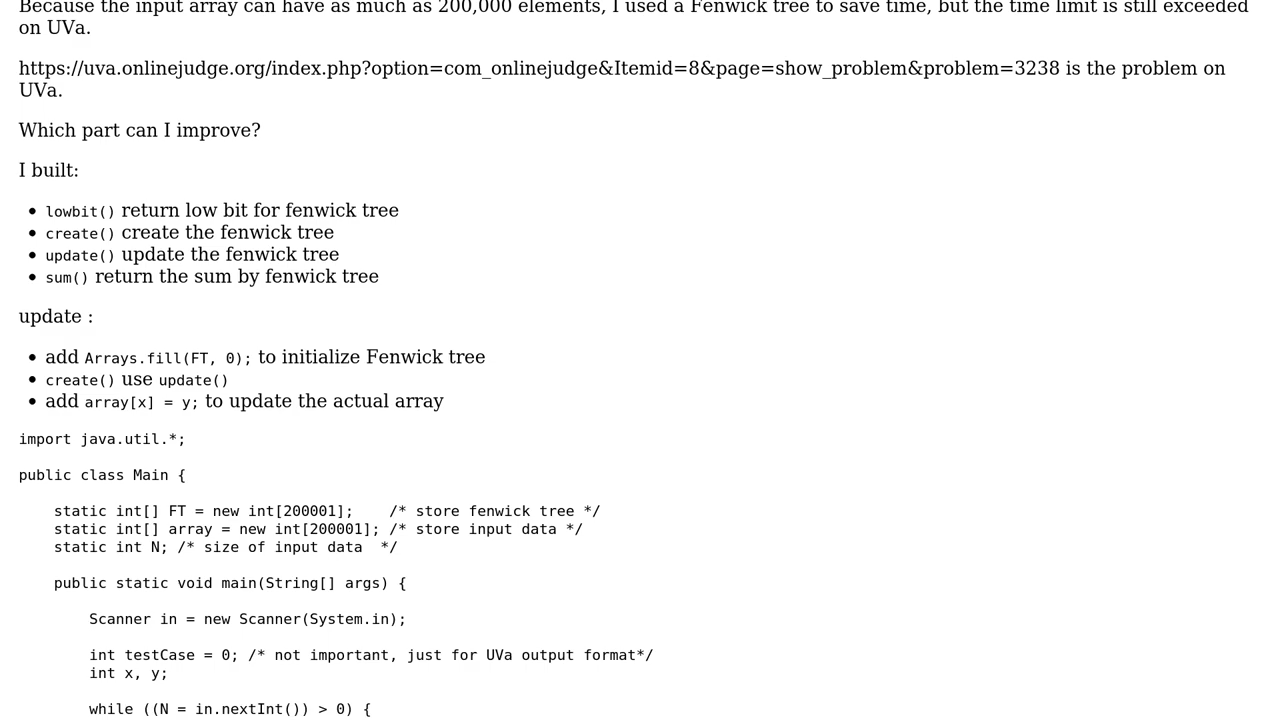 Because the input array can have as much as 200,000 elements, I used a Fenwick tree to save time, but the time limit is still exceeded
on UVa.
https://uva.onlinejudge.org/index.php?option=com_onlinejudge&Itemid=8&page=show_problem&problem=3238 is the problem on
UVa.
Which part can I improve?
I built:
• lowbit() return low bit for fenwick tree
• create() create the fenwick tree
• update() update the fenwick tree
• sum() return the sum by fenwick tree
update :
• add Arrays.fill(FT, 0); to initialize Fenwick tree
• create() use update()
• add array[x] = y; to update the actual array
import java.util.*;
public class Main {
    static int[] FT = new int[200001];    /* store fenwick tree */
    static int[] array = new int[200001]; /* store input data */
    static int N; /* size of input data  */
    public static void main(String[] args) {
        Scanner in = new Scanner(System.in);
        int testCase = 0; /* not important, just for UVa output format*/
        int x, y;
        while ((N = in.nextInt()) > 0) {